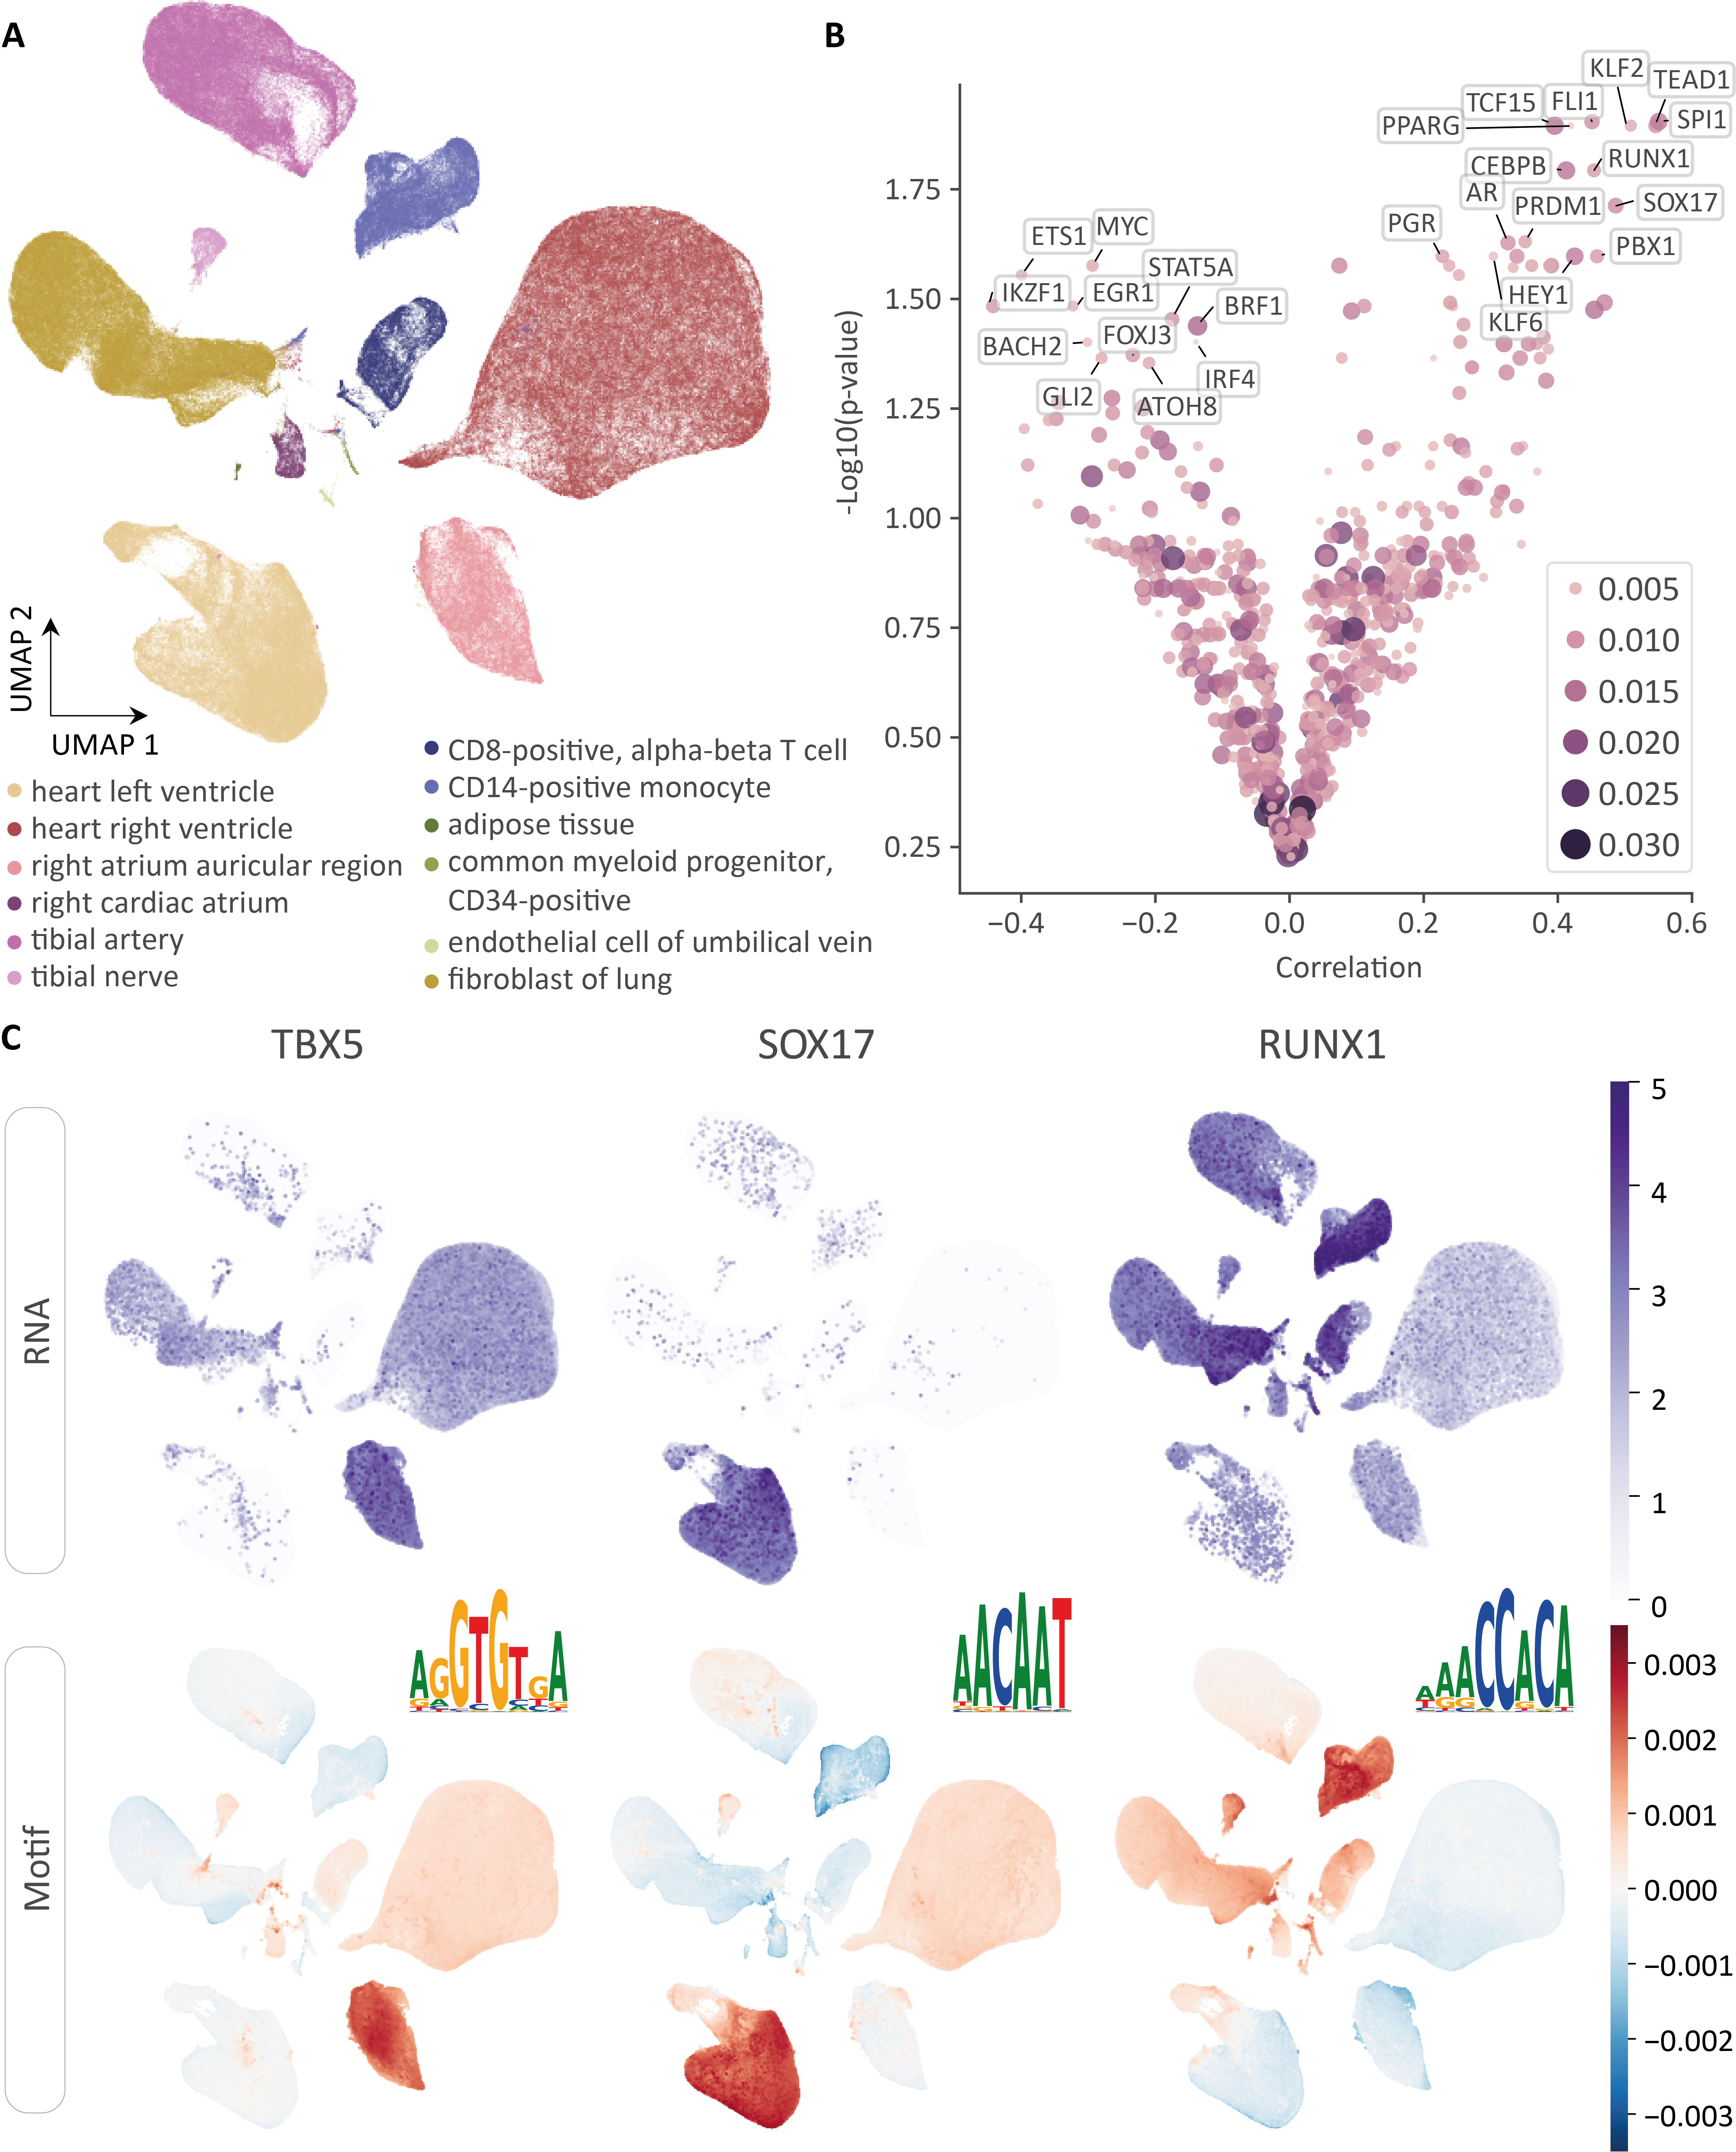 A
UMAP 2
UMAP 1
heart left ventricle
heart right ventricle
right atrium auricular region
right cardiac atrium
tibial artery
tibial nerve
CD8-positive, alpha-beta T cell
CD14-positive monocyte
adipose tissue
common myeloid progenitor,
CD34-positive
endothelial cell of umbilical vein
fibroblast of lung
B
KLF2
TEAD1
TCF15
FLI1
SPI1
PPARG
RUNX1
CEBPB
AR
PRDM1
SOX17
PGR
PBX1
ETS1
MYC
STAT5A
IKZF1
EGR1
BRF1
HEY1
KLF6
BACH2
FOXJ3
IRF4
GLI2
ATOH8
-Log10(p-value)
1.75
1.50
1.25
1.00
0.75
0.50
0.25
−0.4
−0.2
0.0
0.2
0.4
0.6
Correlation
0.005
0.010
0.015
0.020
0.025
0.030
C
TBX5
SOX17
RUNX1
RNA
5
4
3
2
1
0
Motif
AGGTGTGA
AACAAT
AAACCACA
0.003
0.002
0.001
0.000
−0.001
−0.002
−0.003